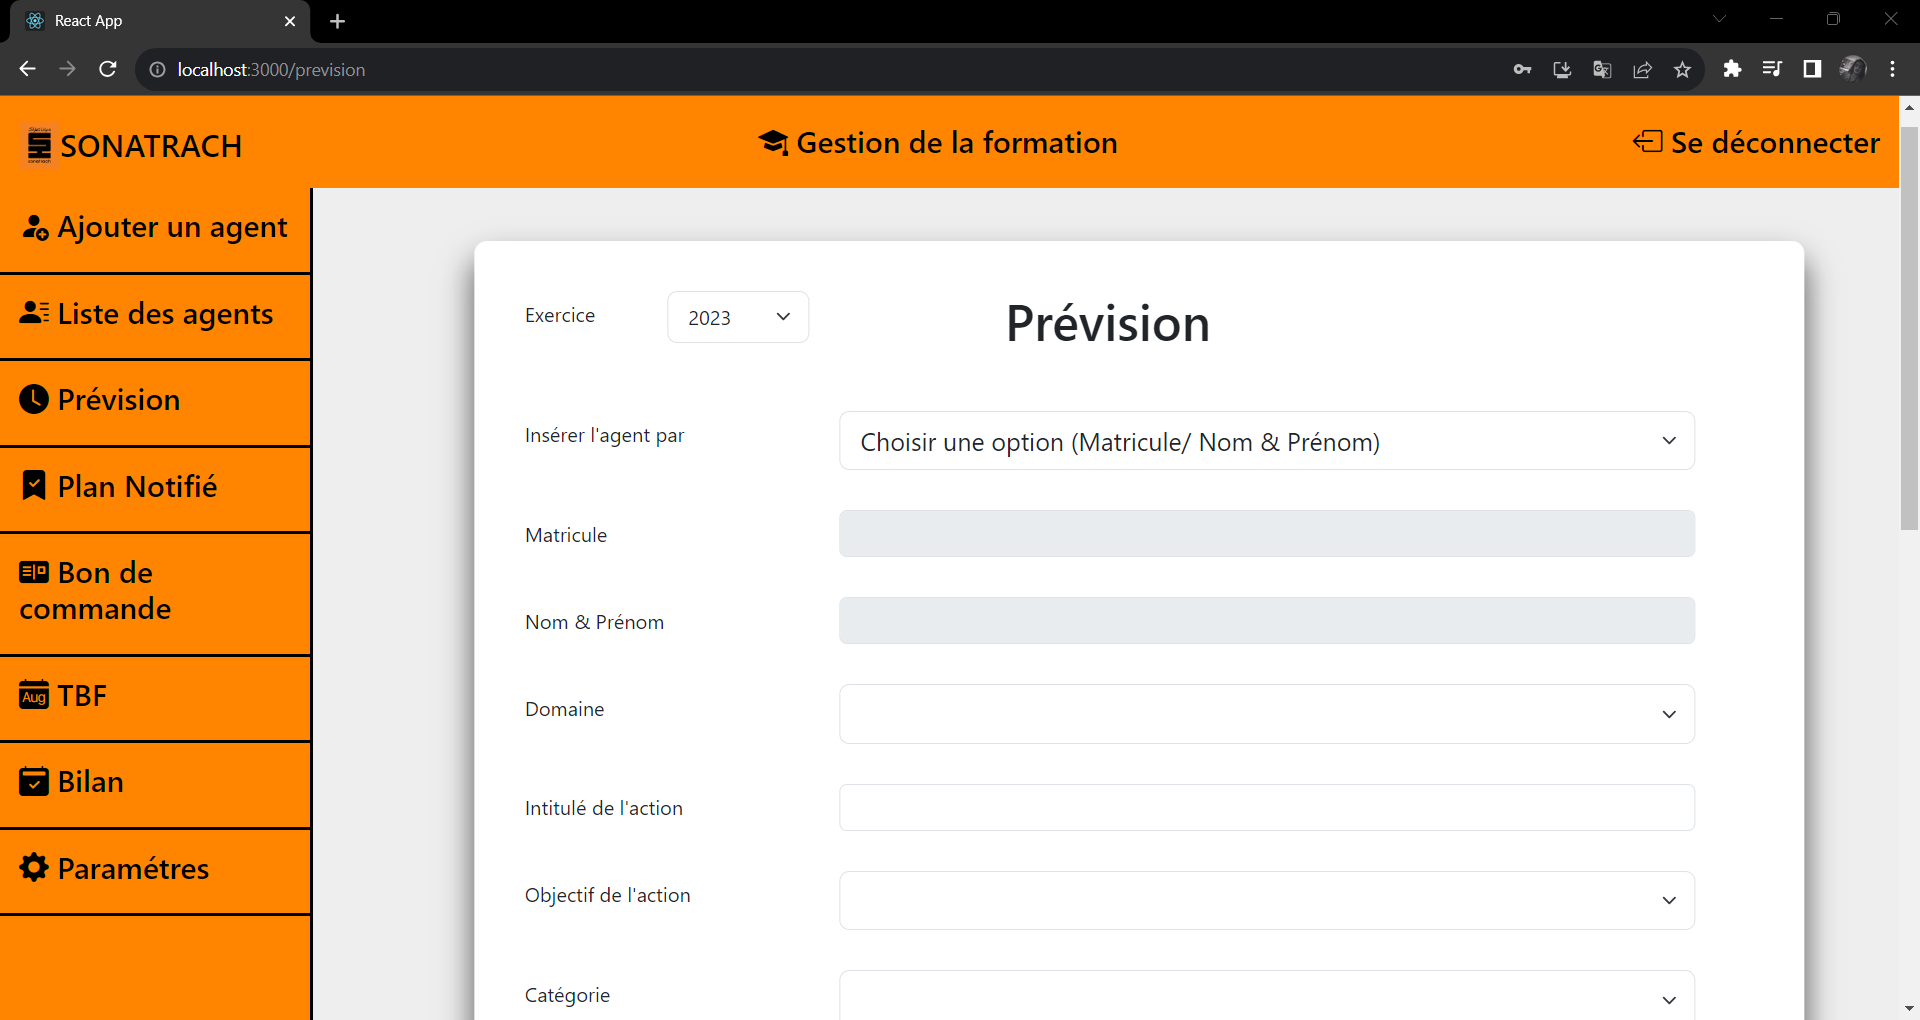 React App
localhost:3000/prevision
SONATRACH
Gestion de la formation
Se déconnecter
Ajouter un agent
Liste des agents
Prévision
Plan Notifié
Bon de
commande
Aug TBF
Bilan
Paramétres
Exercice 2023
Prévision
Insérer l'agent par Choisir une option (Matricule/ Nom & Prénom)
Matricule
Nom & Prénom
Domaine
Intitulé de l'action
Objectif de l'action
Catégorie